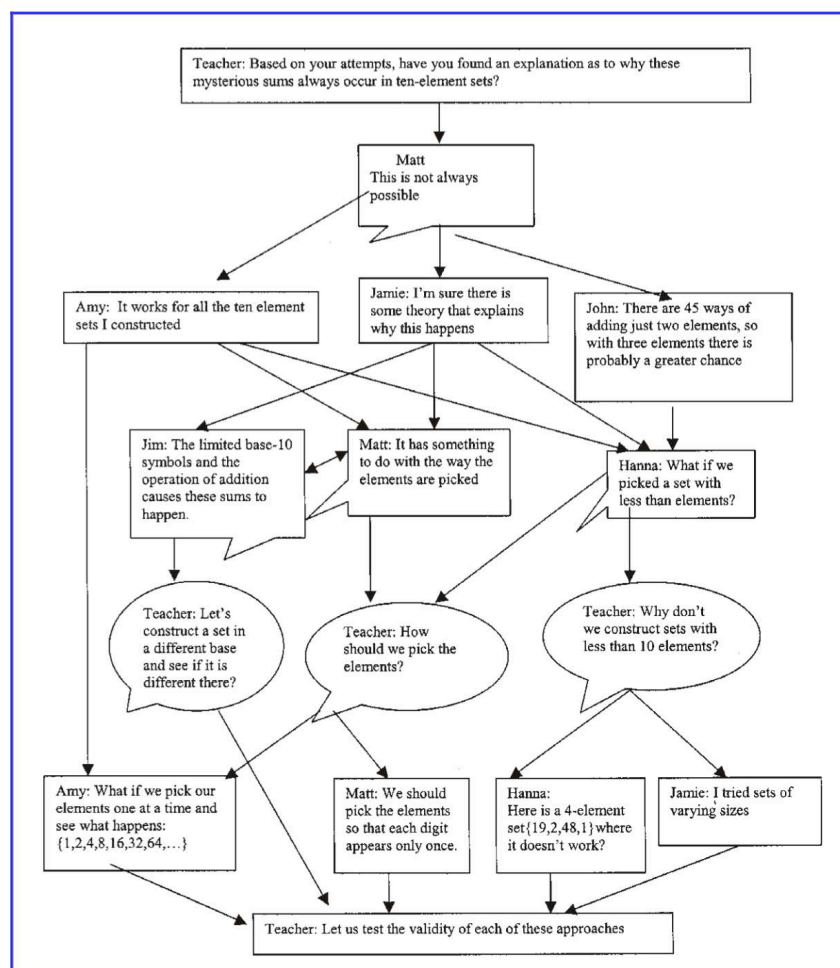 Teacher: Based on your attempts, have you found an explanation as to why these
mysterious sums always occur in ten-element sets?
Matt
This is not always
possible
Amy: It works for all the ten element
sets I constructed
Jamie: I'm sure there is
some theory that explains
why this happens
John: There are 45 ways of
adding just two elements, so
with three elements there is
probably a greater chance
Jim: The limited base-10
symbols and the
operation of addition
causes these sums to
happen.
Matt: It has something
to do with the way the
elements are picked
Hanna: What if we
picked a set with
less than elements?
Teacher: Let's
construct a set in
a different base
and see if it is
different there?
Teacher: How
should we pick the
elements?
Teacher: Why don't
we construct sets with
less than 10 elements?
Amy: What if we pick our
elements one at a time and
see what happens:
{1,2,4,8,16,32,64,…}
Matt: We should
pick the elements
so that each digit
appears only once.
Hanna:
Here is a 4-element
set{19,2,48,1}where
it doesn't work?
Jamie: I tried sets of
varying sizes
Teacher: Let us test the validity of each of these approaches